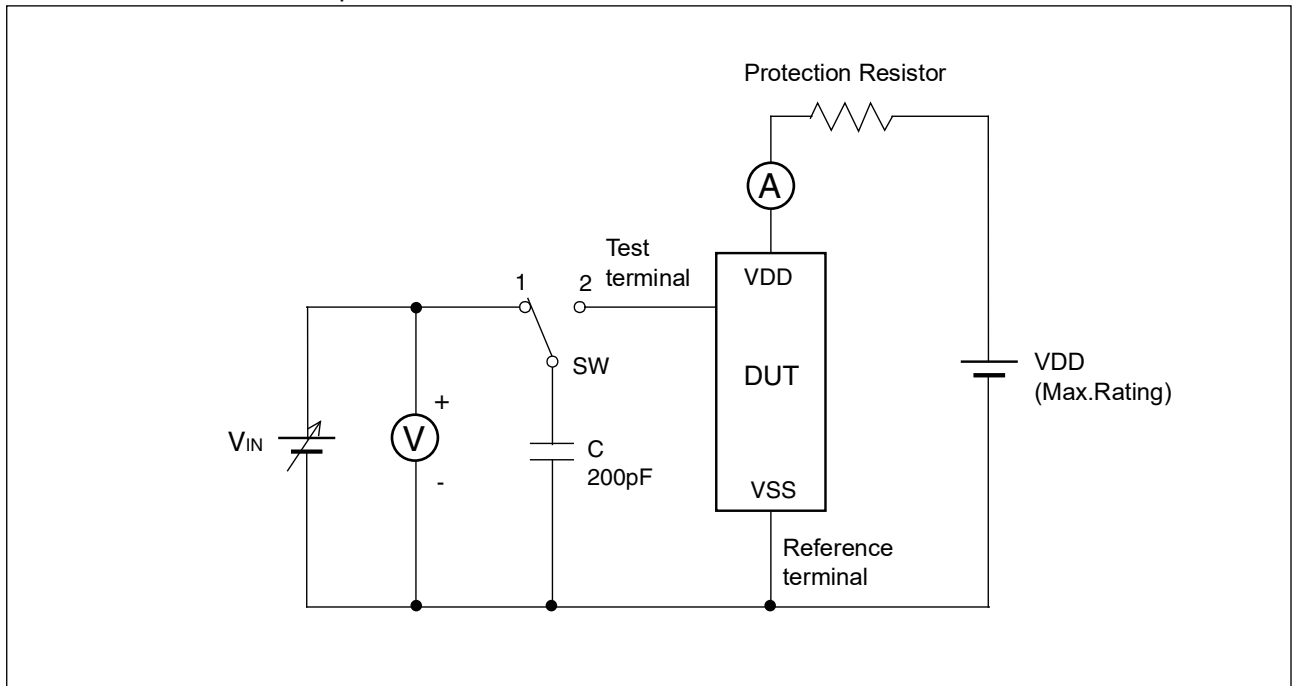 Protection Resistor
A
Test
terminal
1
2
VDD
SW
DUT
VDD
(Max.Rating)
VIN
+
V
-
C
200pF
VSS
Reference
terminal